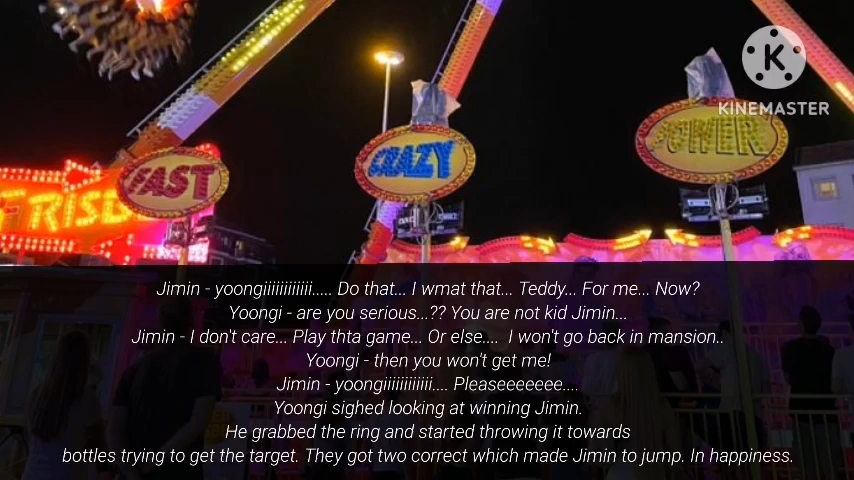 KINEMASTER
FAST
CRAZY
POWER
FRISB
Jimin - yoongiiiiiiiiiiii..... Do that... I wmat that... Teddy... For me... Now?
Yoongi - are you serious...?? You are not kid Jimin...
Jimin - I don't care... Play thta game... Or else.... I won't go back in mansion..
Yoongi - then you won't get me!
Jimin - yoongiiiiiiiiiiii.... Pleaseeeeeee....
Yoongi sighed looking at winning Jimin.
He grabbed the ring and started throwing it towards
bottles trying to get the target. They got two correct which made Jimin to jump. In happiness.